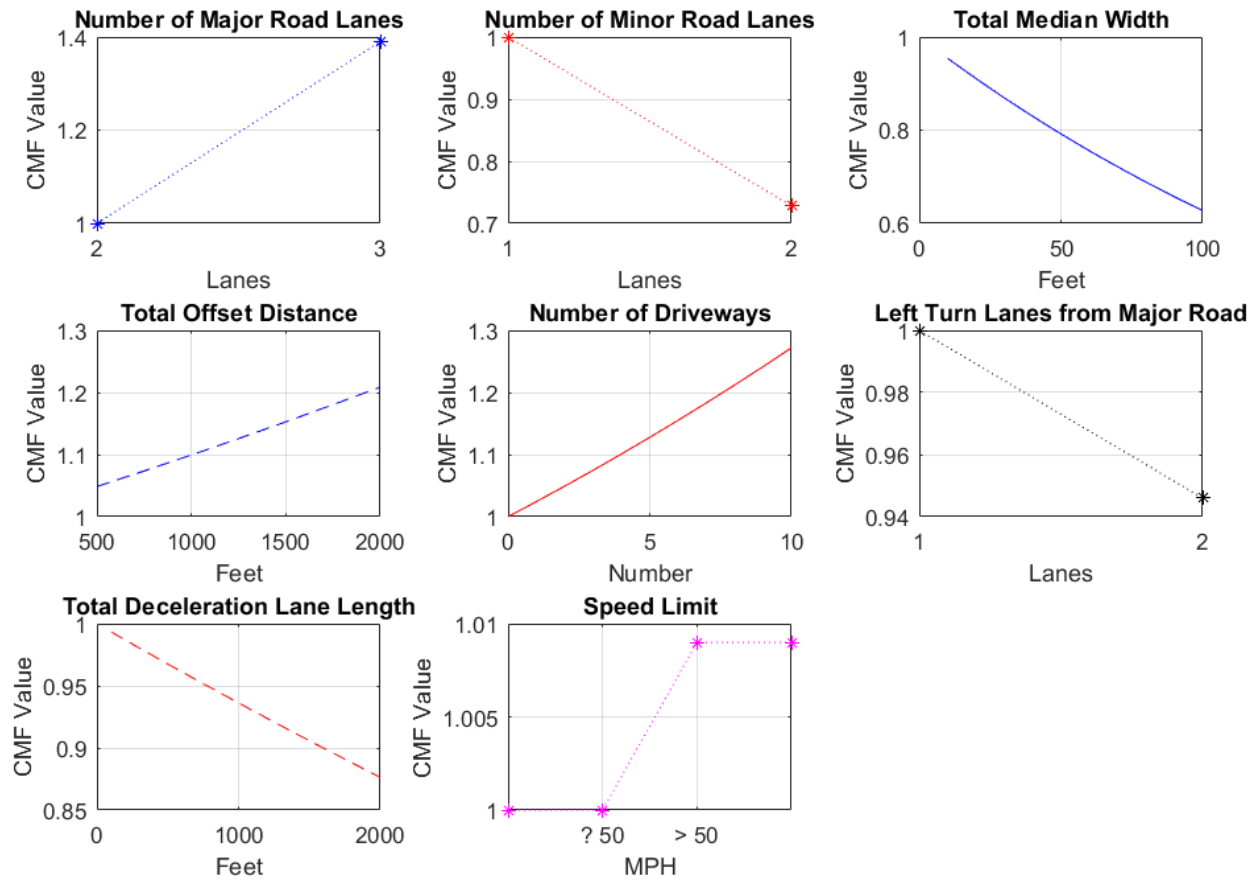 Number of Major Road Lanes
CMF Value
1.4
1.2
1
2
3
Lanes
Number of Minor Road Lanes
CMF Value
1
0.9
0.8
0.7
1
2
Lanes
Total Median Width
CMF Value
1
0.8
0.6
0
50
100
Feet
Total Offset Distance
CMF Value
1.3
1.2
1.1
1
500
1000
1500
2000
Feet
Number of Driveways
CMF Value
1.3
1.2
1.1
1
0
5
10
Number
Left Turn Lanes from Major Road
CMF Value
1
0.98
0.96
0.94
1
2
Lanes
Total Deceleration Lane Length
CMF Value
1
0.95
0.9
0.85
0
1000
2000
Feet
Speed Limit
CMF Value
1.01
1.005
1
? 50
> 50
MPH